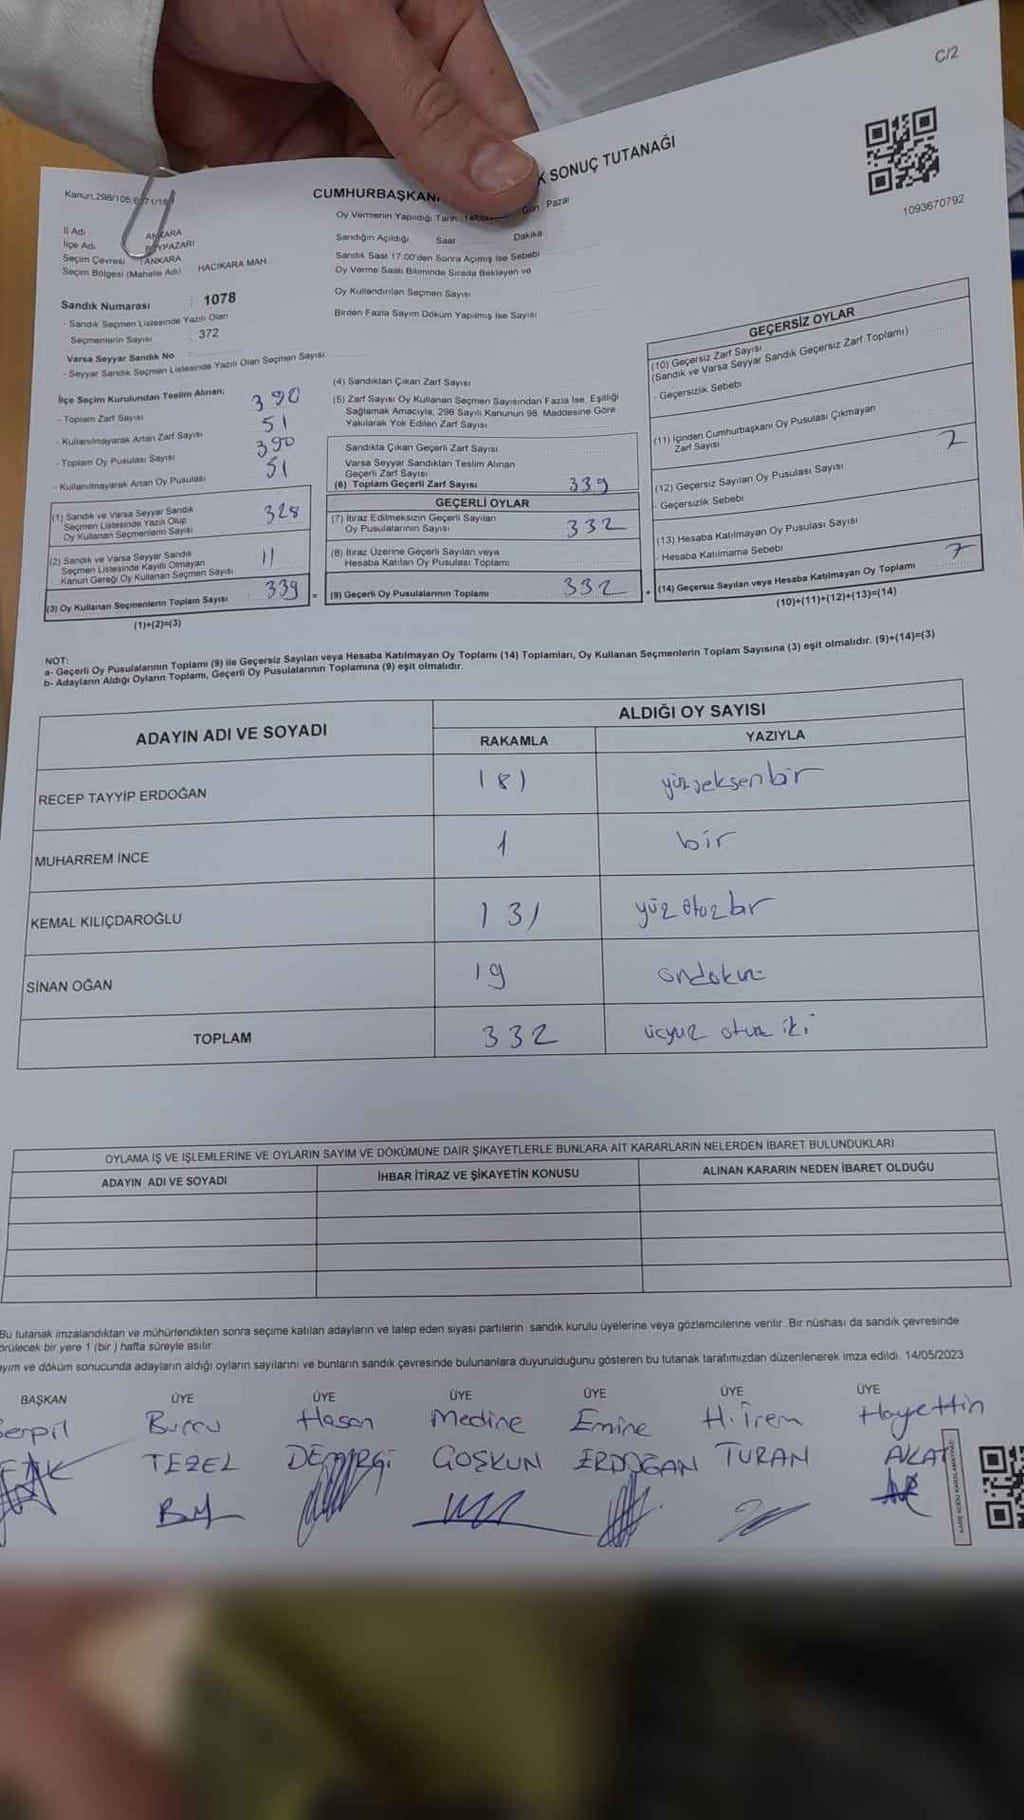 C/2
Kanun,298/105,
CUMHURBAŞKANI
K SONUÇ TUTANAĞI
1093670792
Oy Vermenin Yapıldığı Tarih
Gün Pazar
İl Adı ANKARA
İlçe Adı BEYPAZARI
Seçim Çevresi : ANKARA
Seçim Bölgesi (Mahalle Adı) HACIKARA MAH.
Sandığın Açıldığı Saat Dakika
Sandık Saat 17:00'den Sonra Açılmış İse Sebebi
Oy Verme Saati Bitiminde Sırada Bekleyen ve
Oy Kullandırılan Seçmen Sayısı
Birden Fazla Sayım Döküm Yapılmış İse Sayısı
Sandık Numarası : 1078
- Sandık Seçmen Listesinde Yazılı Olan
Seçmenlerin Sayısı : 372
Varsa Seyyar Sandık No :
- Seyyar Sandık Seçmen Listesinde Yazılı Olan Seçmen Sayısı:
İlçe Seçim Kurulundan Teslim Alınan;
- Toplam Zarf Sayısı 390
- Kullanılmayarak Artan Zarf Sayısı 51
- Toplam Oy Pusulası Sayısı 390
- Kullanılmayarak Artan Oy Pusulası 51
(1) Sandık ve Varsa Seyyar Sandık
Seçmen Listesinde Yazılı Olup
Oy Kullanan Seçmenlerin Sayısı 328
(2) Sandık ve Varsa Seyyar Sandık
Seçmen Listesinde Kayıtlı Olmayan
Kanun Gereği Oy Kullanan Seçmen Sayısı 11
(3) Oy Kullanan Seçmenlerin Toplam Sayısı 339 =
(1)+(2)=(3)
(4) Sandıktan Çıkan Zarf Sayısı
(5) Zarf Sayısı Oy Kullanan Seçmen Sayısından Fazla İse, Eşitliği
Sağlamak Amacıyla, 298 Sayılı Kanunun 98. Maddesine Göre
Yakılarak Yok Edilen Zarf Sayısı
Sandıkta Çıkan Geçerli Zarf Sayısı
Varsa Seyyar Sandıktan Teslim Alınan
Geçerli Zarf Sayısı
(6) Toplam Geçerli Zarf Sayısı 339
GEÇERLİ OYLAR
(7) İtiraz Edilmeksizin Geçerli Sayılan
Oy Pusulalarının Sayısı 332
(8) İtiraz Üzerine Geçerli Sayılan veya
Hesaba Katılan Oy Pusulası Toplamı
(9) Geçerli Oy Pusulalarının Toplamı 332 +
GEÇERSİZ OYLAR
(10) Geçersiz Zarf Sayısı
(Sandık ve Varsa Seyyar Sandık Geçersiz Zarf Toplamı)
- Geçersizlik Sebebi
(11) İçinden Cumhurbaşkanı Oy Pusulası Çıkmayan
Zarf Sayısı
(12) Geçersiz Sayılan Oy Pusulası Sayısı 7
- Geçersizlik Sebebi
(13) Hesaba Katılmayan Oy Pusulası Sayısı
- Hesaba Katılmama Sebebi
(14) Geçersiz Sayılan veya Hesaba Katılmayan Oy Toplamı 7
(10)+(11)+(12)+(13)=(14)
NOT:
a- Geçerli Oy Pusulalarının Toplamı (9) ile Geçersiz Sayılan veya Hesaba Katılmayan Oy Toplamı (14) Toplamları, Oy Kullanan Seçmenlerin Toplam Sayısına (3) eşit olmalıdır. (9)+(14)=(3)
b- Adayların Aldığı Oyların Toplamı, Geçerli Oy Pusulalarının Toplamına (9) eşit olmalıdır.
ADAYIN ADI VE SOYADI
ALDIĞI OY SAYISI
RAKAMLA YAZIYLA
RECEP TAYYİP ERDOĞAN 181 yüzseksenbir
MUHARREM İNCE 1 bir
KEMAL KILIÇDAROĞLU 131 yüzotuzbir
SİNAN OĞAN 19 ondokuz
TOPLAM 332 üçyüz otuz iki
OYLAMA İŞ VE İŞLEMLERİNE VE OYLARIN SAYIM VE DÖKÜMÜNE DAİR ŞİKAYETLERLE BUNLARA AİT KARARLARIN NELERDEN İBARET BULUNDUKLARI
ADAYIN ADI VE SOYADI İHBAR İTİRAZ VE ŞİKAYETİN KONUSU ALINAN KARARIN NEDEN İBARET OLDUĞU
Bu tutanak imzalandıktan ve mühürlendikten sonra seçime katılan adayların ve talep eden siyasi partilerin sandık kurulu üyelerine veya gözlemcilerine verilir. Bir nüshası da sandık çevresinde
örülecek bir yere 1 (bir) hafta süreyle asılır.
ayım ve döküm sonucunda adayların aldığı oyların sayılarını ve bunların sandık çevresinde bulunanlara duyurulduğunu gösteren bu tutanak tarafımızdan düzenlenerek imza edildi. 14/05/2023
BAŞKAN ÜYE ÜYE ÜYE ÜYE ÜYE ÜYE
Serpil Burcu Hasan Medine Emine H. İrem Hayettin
TEZEL GOŞKUN ERDOĞAN TURAN AKAT
KARE KODU KARALAMAYINIZ